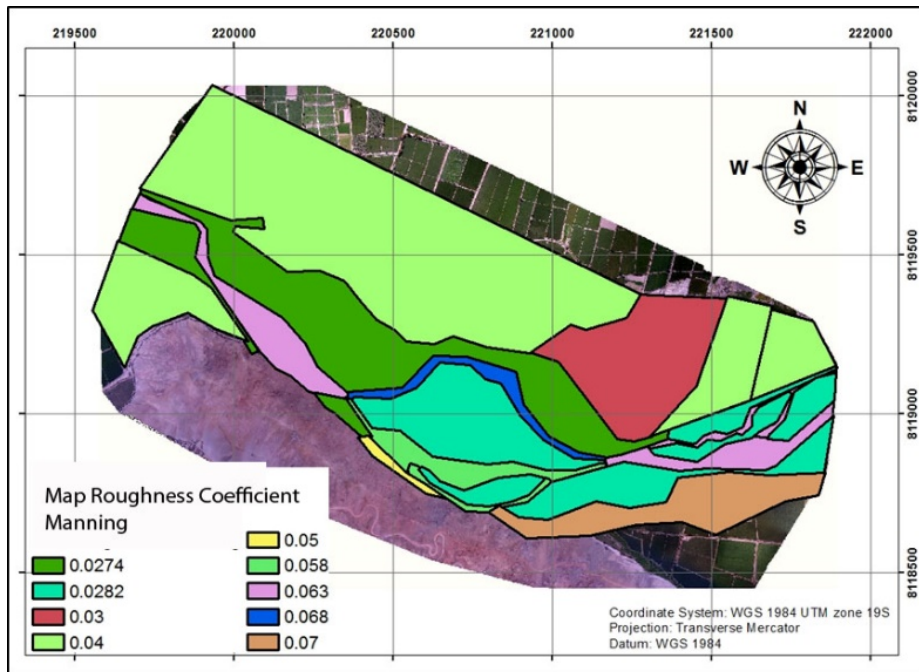 219500 220000 220500 221000 221500 222000
8120000
N
W E
S
8119500
8119000
8118500
Map Roughness Coefficient
Manning
0.0274
0.0282
0.03
0.04
0.05
0.058
0.063
0.068
0.07
Coordinate System: WGS 1984 UTM zone 19S
Projection: Transverse Mercator
Datum: WGS 1984